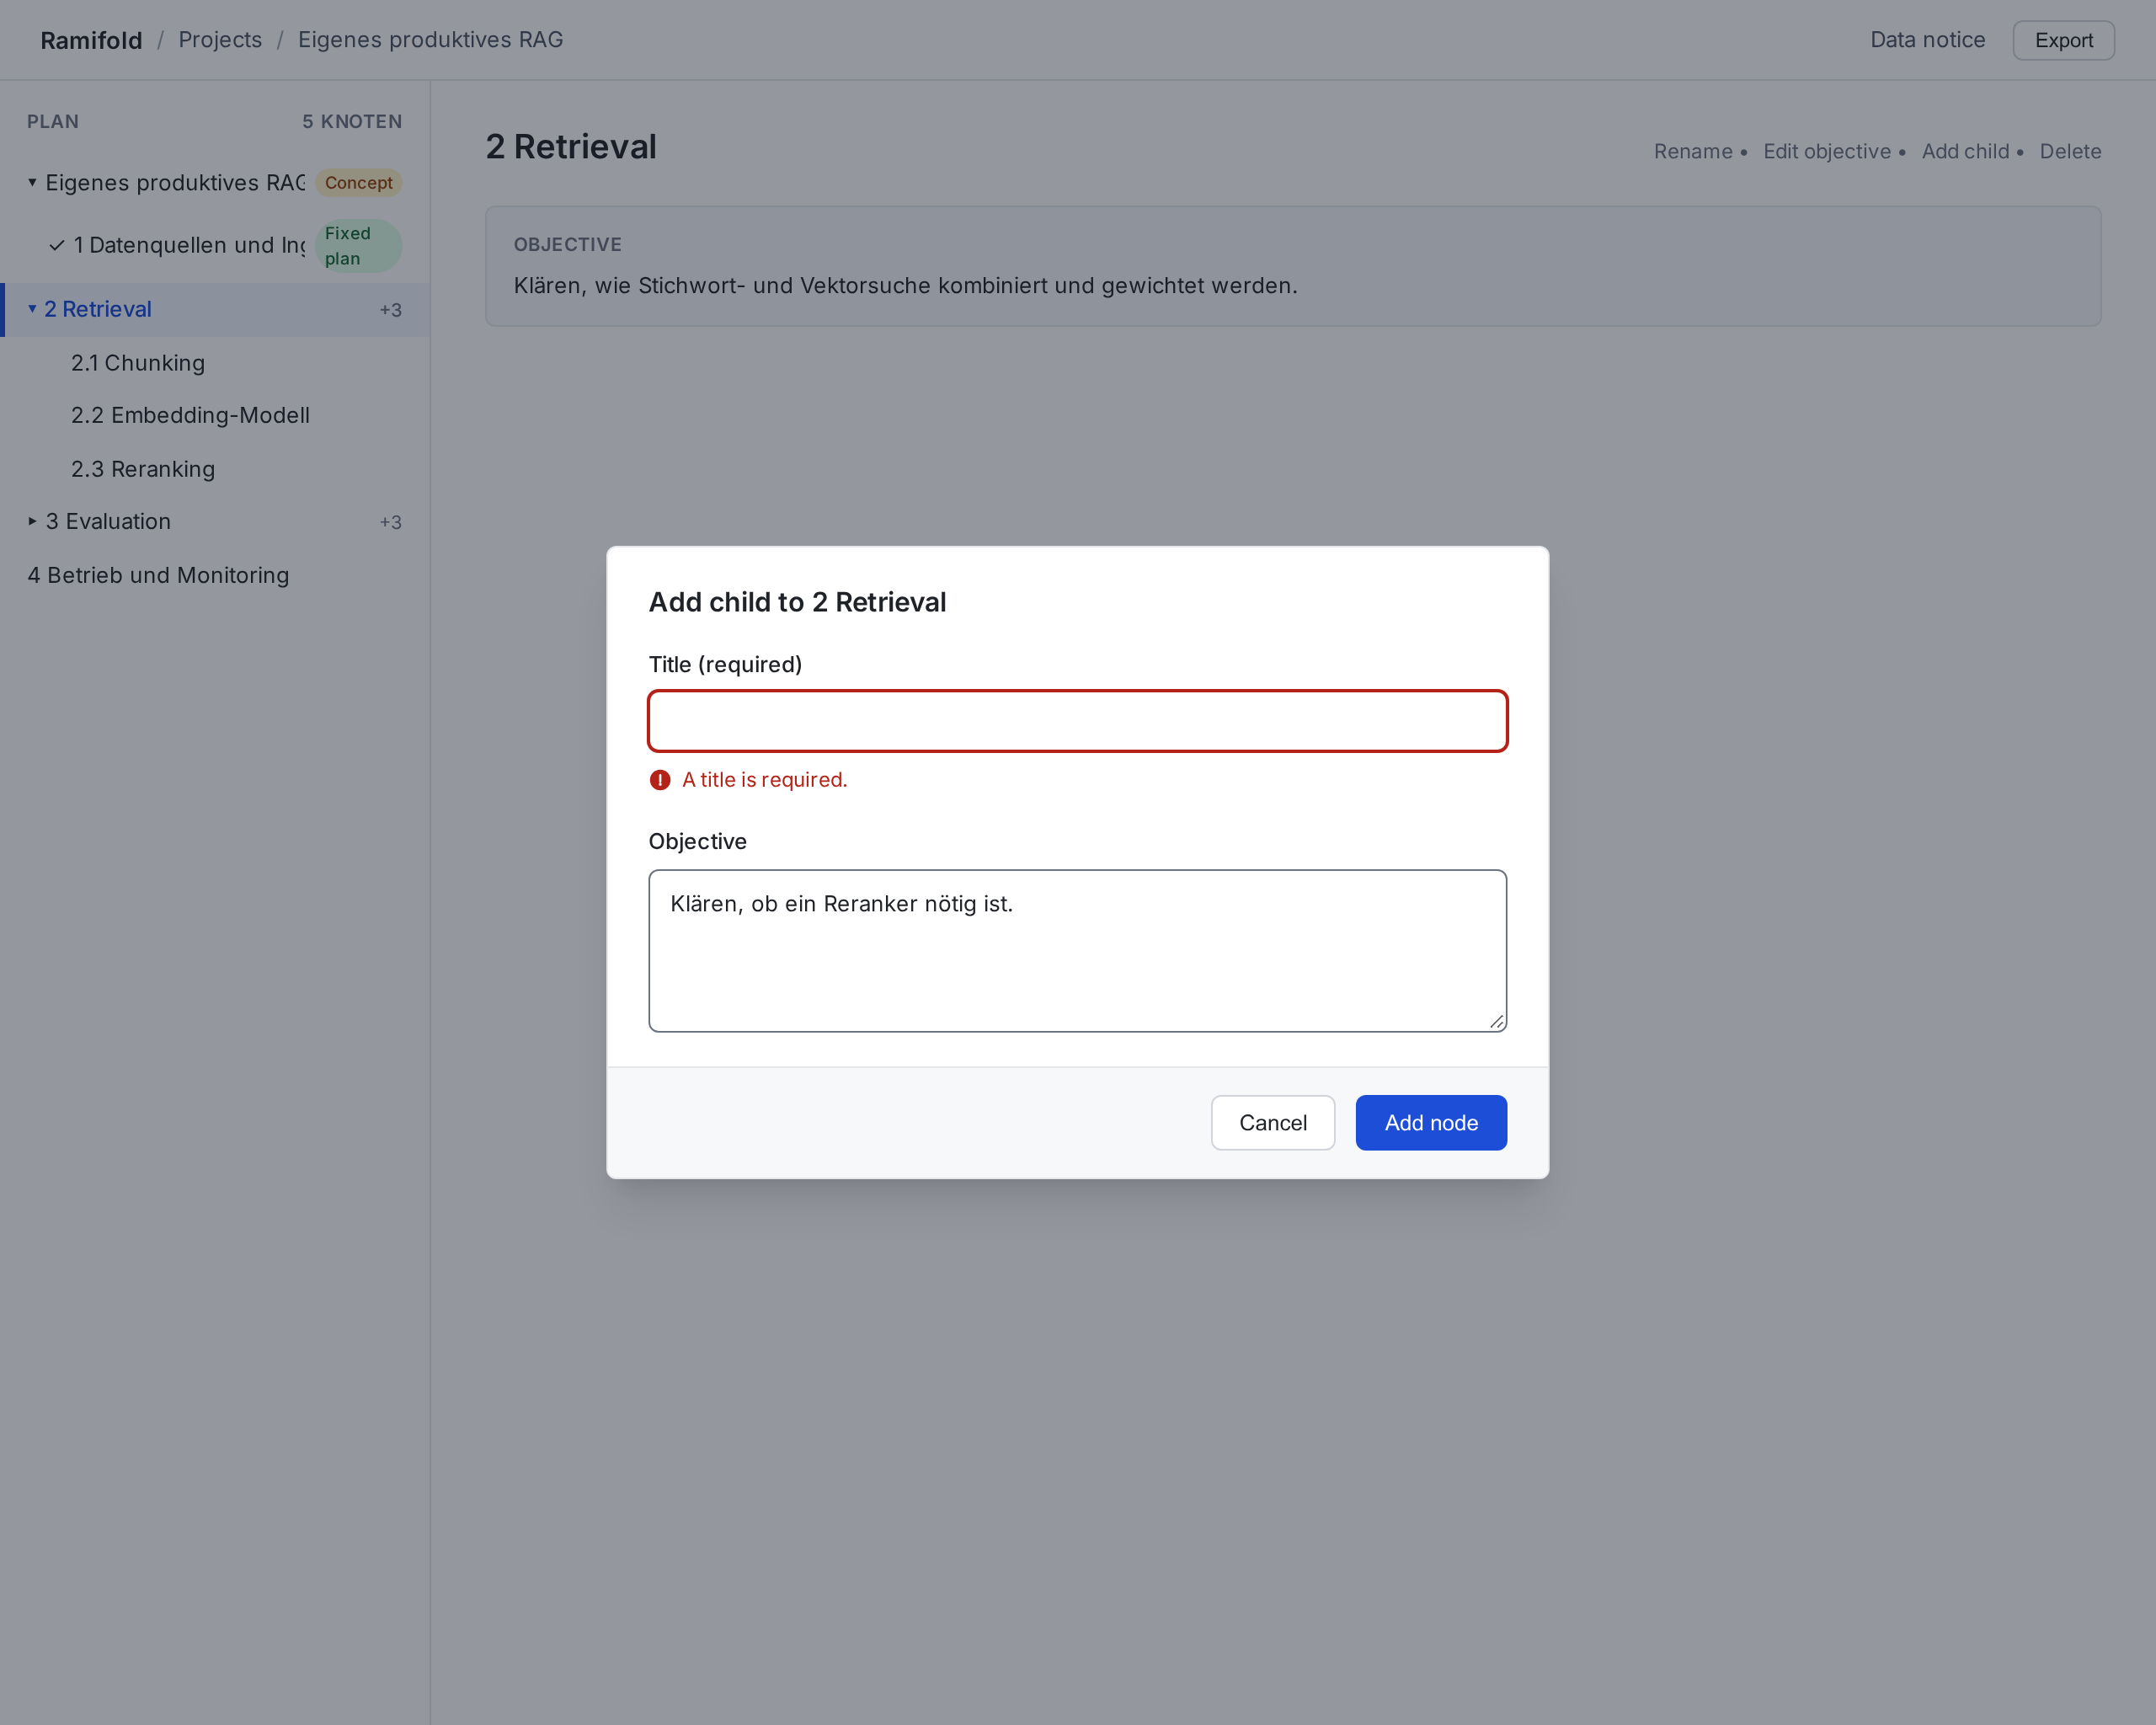 Ramifold / Projects / Eigenes produktives RAG
Data notice
Export
PLAN
5 KNOTEN
Eigenes produktives RAG
Concept
1 Datenquellen und Ing
Fixed
plan
2 Retrieval
+3
2.1 Chunking
2.2 Embedding-Modell
2.3 Reranking
3 Evaluation
+3
4 Betrieb und Monitoring
2 Retrieval
Rename • Edit objective • Add child • Delete
OBJECTIVE
Klären, wie Stichwort- und Vektorsuche kombiniert und gewichtet werden.
Add child to 2 Retrieval
Title (required)
A title is required.
Objective
Klären, ob ein Reranker nötig ist.
Cancel
Add node